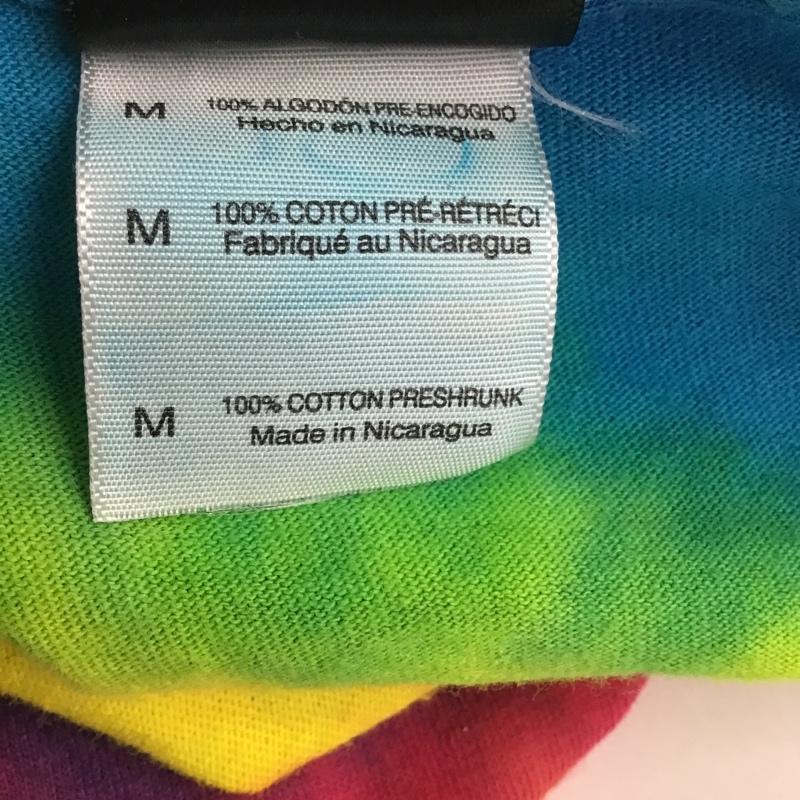 M 100% ALGODÓN PRE-ENCOGIDO
Hecho en Nicaragua
M 100% COTON PRÉ-RÉTRÉCI
Fabriqué au Nicaragua
M 100% COTTON PRESHRUNK
Made in Nicaragua